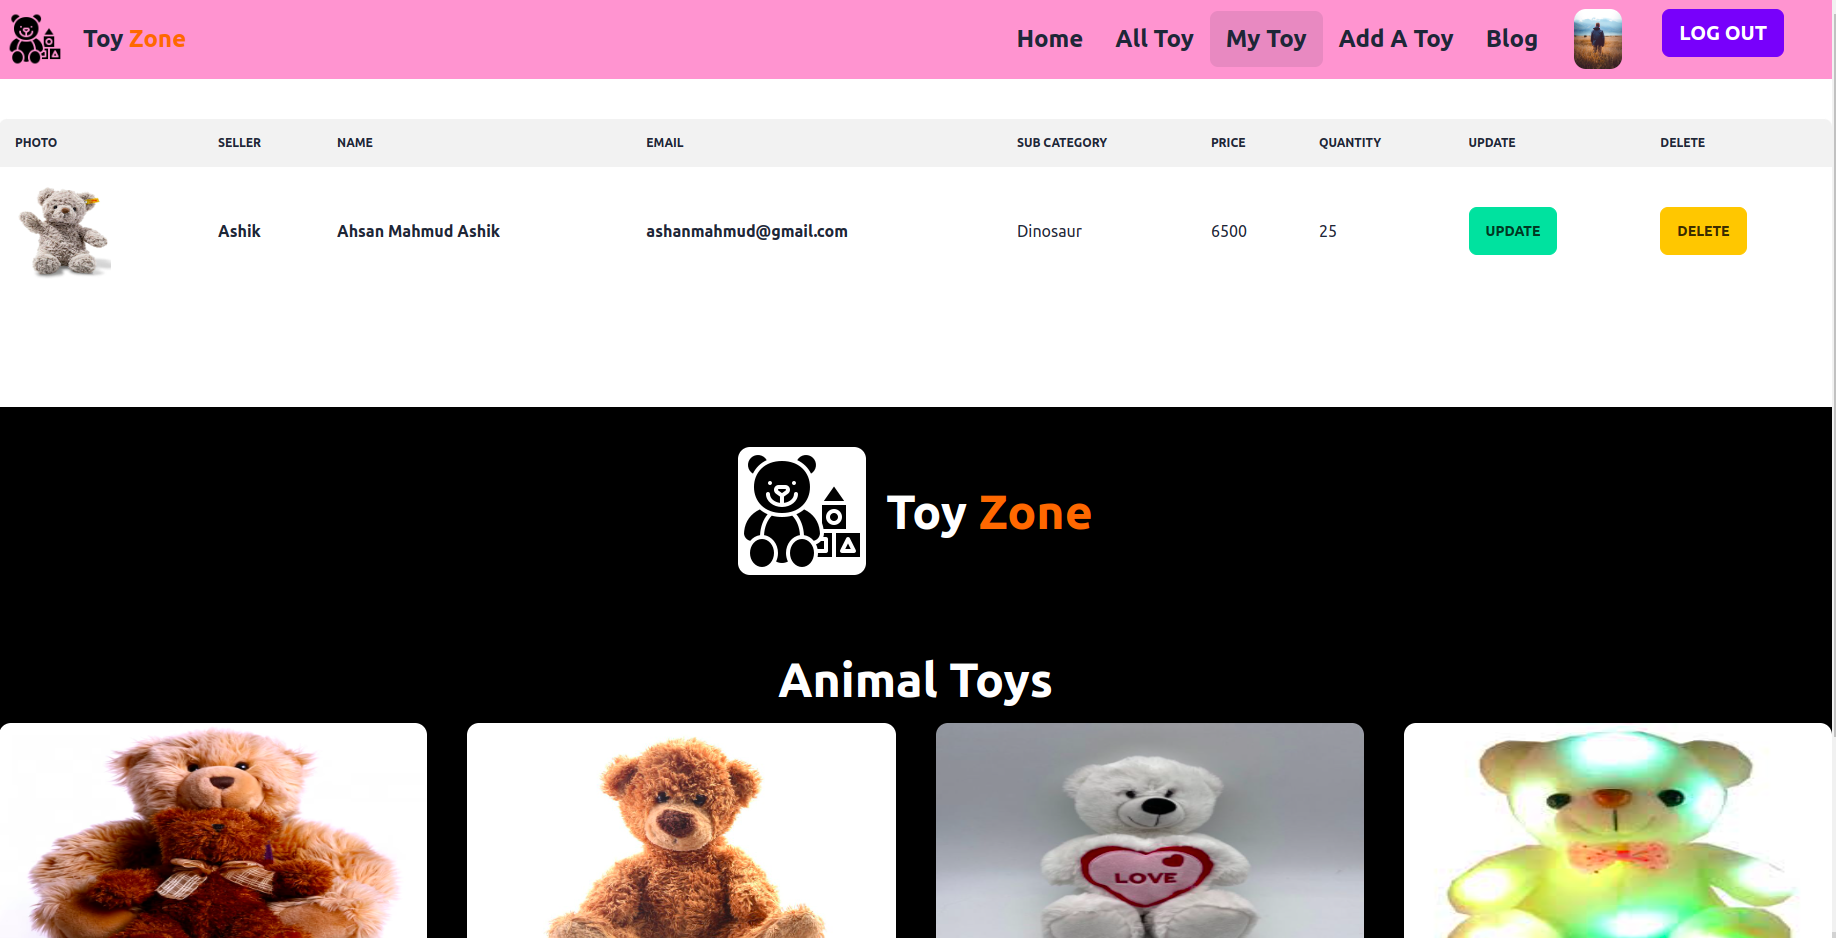 Toy Zone
Home All Toy My Toy Add A Toy Blog LOG OUT
PHOTO SELLER NAME EMAIL SUB CATEGORY PRICE QUANTITY UPDATE DELETE
Ashik Ahsan Mahmud Ashik ashanmahmud@gmail.com Dinosaur 6500 25 UPDATE DELETE
Toy Zone
Animal Toys
LOVE